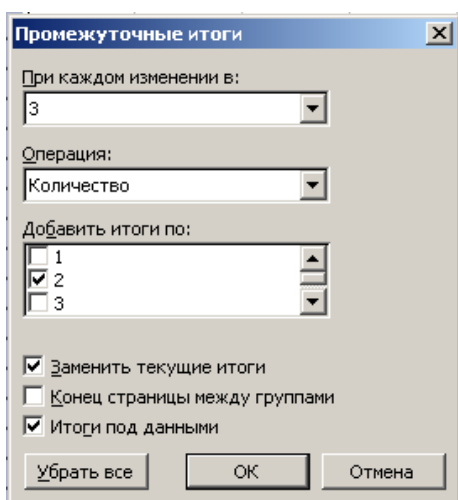 Промежуточные итоги
При каждом изменении в:
3
Операция:
Количество
Добавить итоги по:
1
2
3
Заменить текущие итоги
Конец страницы между группами
Итоги под данными
Убрать все
ОК
Отмена